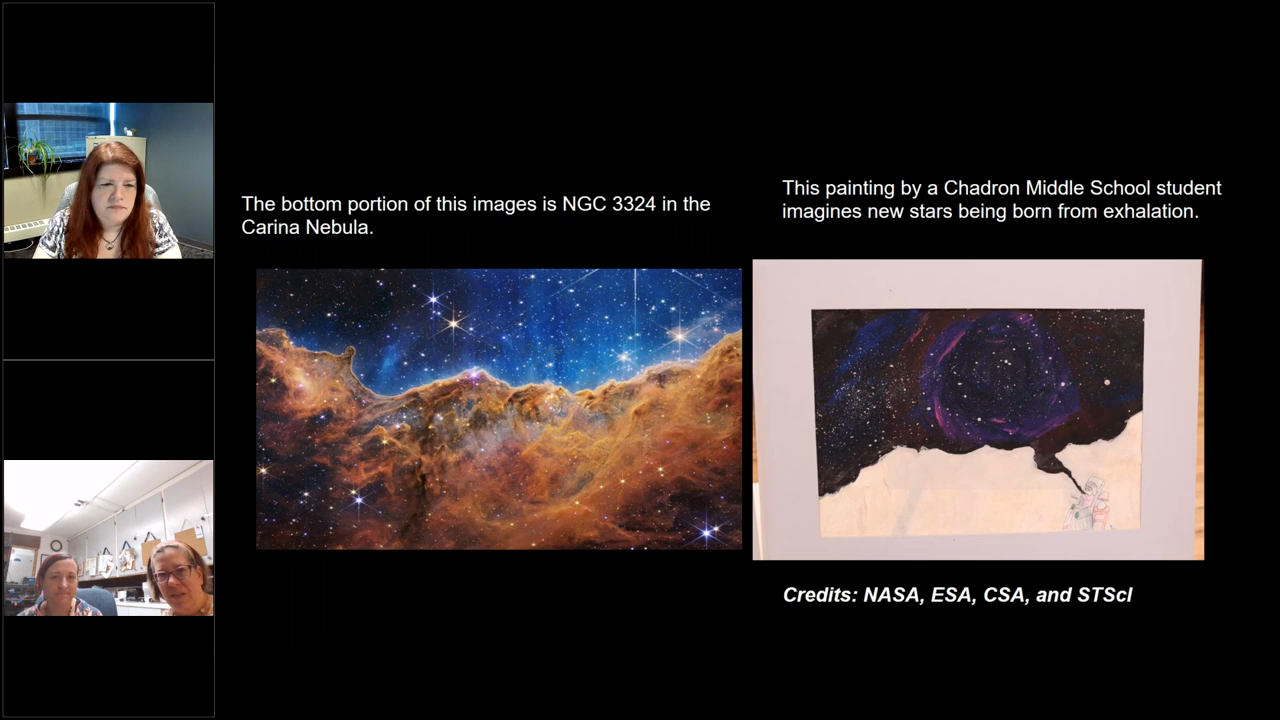 The bottom portion of this images is NGC 3324 in the
Carina Nebula.
This painting by a Chadron Middle School student
imagines new stars being born from exhalation.
Credits: NASA, ESA, CSA, and STScl